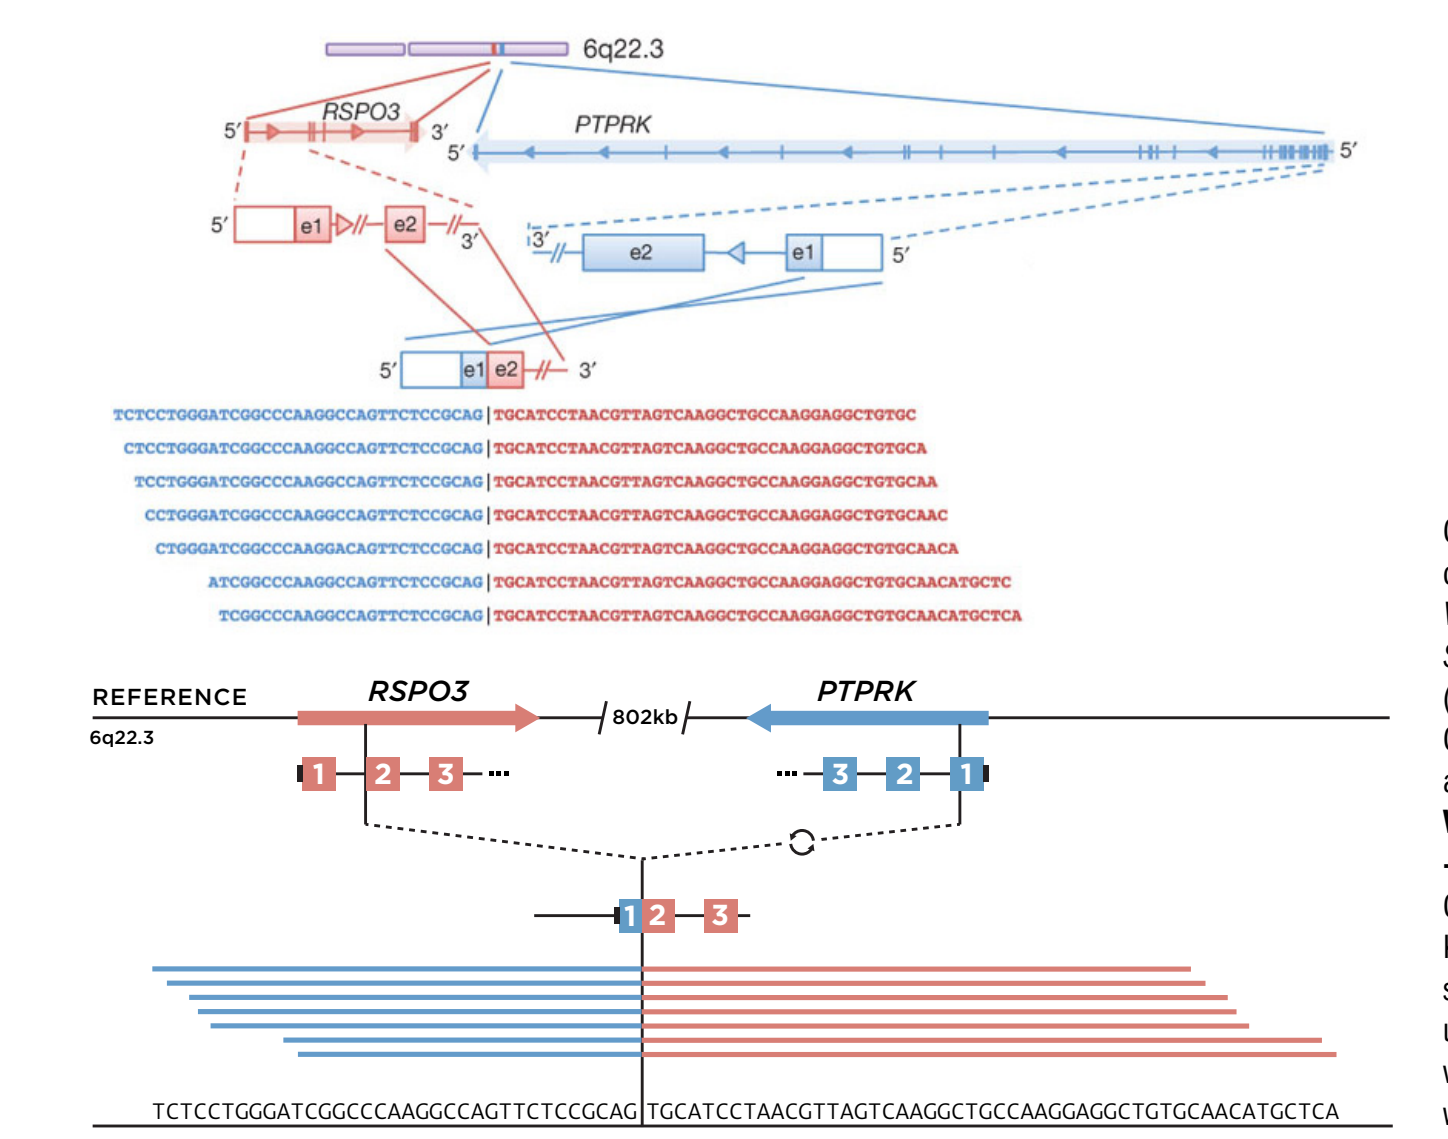 6q22.3
RSPO3
5′ 3′
PTPRK
5′ 5′
5′ e1 e2 3′
3′ e2 e1 5′
5′ e1 e2 3′
TCTCCTGGGATCGGCCCAAGGCCAGTTCTCCGCAG|TGCATCCTAACGTTAGTCAAGGCTGCCAAGGAGGCTGTGC
CTCCTGGGATCGGCCCAAGGCCAGTTCTCCGCAG|TGCATCCTAACGTTAGTCAAGGCTGCCAAGGAGGCTGTGCA
TCCTGGGATCGGCCCAAGGCCAGTTCTCCGCAG|TGCATCCTAACGTTAGTCAAGGCTGCCAAGGAGGCTGTGCAA
CCTGGGATCGGCCCAAGGCCAGTTCTCCGCAG|TGCATCCTAACGTTAGTCAAGGCTGCCAAGGAGGCTGTGCAAC
CTGGGATCGGCCCAAGGACAGTTCTCCGCAG|TGCATCCTAACGTTAGTCAAGGCTGCCAAGGAGGCTGTGCAACA
ATCGGCCCAAGGCCAGTTCTCCGCAG|TGCATCCTAACGTTAGTCAAGGCTGCCAAGGAGGCTGTGCAACATGCTC
TCGGCCCAAGGCCAGTTCTCCGCAG|TGCATCCTAACGTTAGTCAAGGCTGCCAAGGAGGCTGTGCAACATGCTCA
REFERENCE RSPO3 PTPRK
802kb
6q22.3
1 2 3 ... ... 3 2 1
1 2 3
TCTCCTGGGATCGGCCCAAGGCCAGTTCTCCGCAG|TGCATCCTAACGTTAGTCAAGGCTGCCAAGGAGGCTGTGCAACATGCTCA